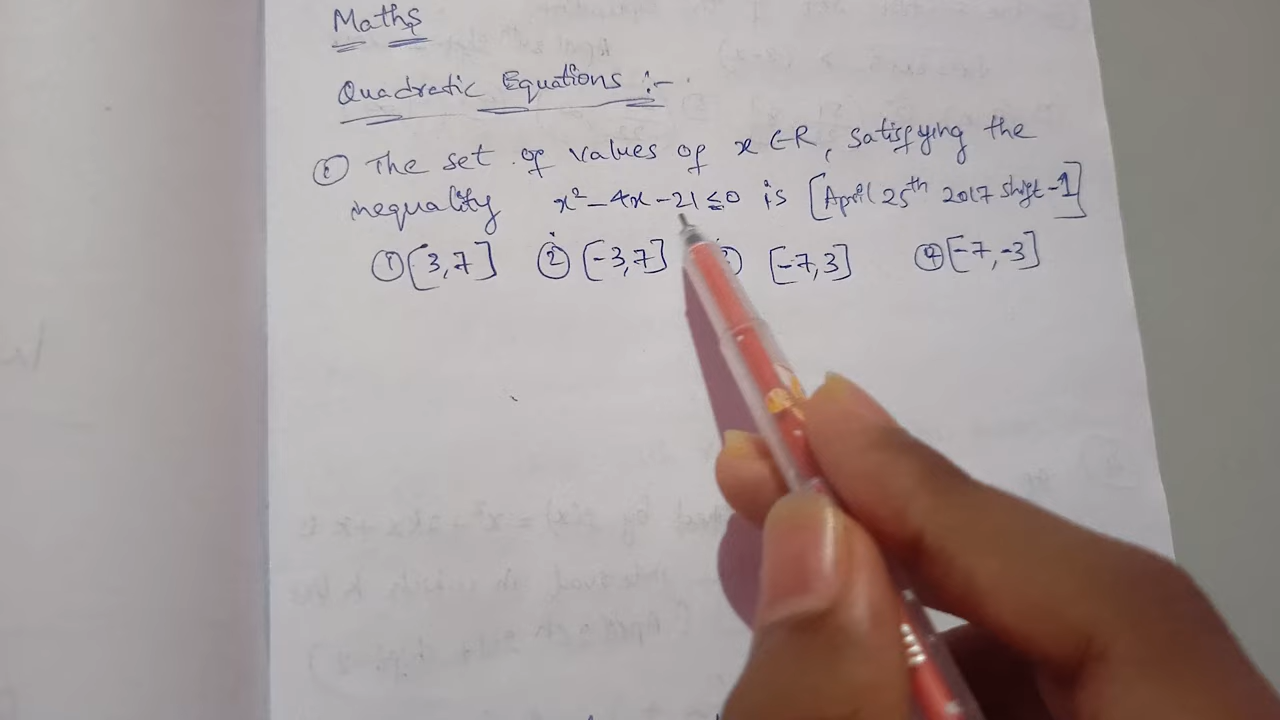 Maths
Quadratic Equations :-
① The set of values of x ∈ R, satisfying the
inequality x² - 4x - 21 ≤ 0 is [April 25th 2017 shift-1]
① [3,7] ② [-3,7] [-7,3] ④ [-7,-3]